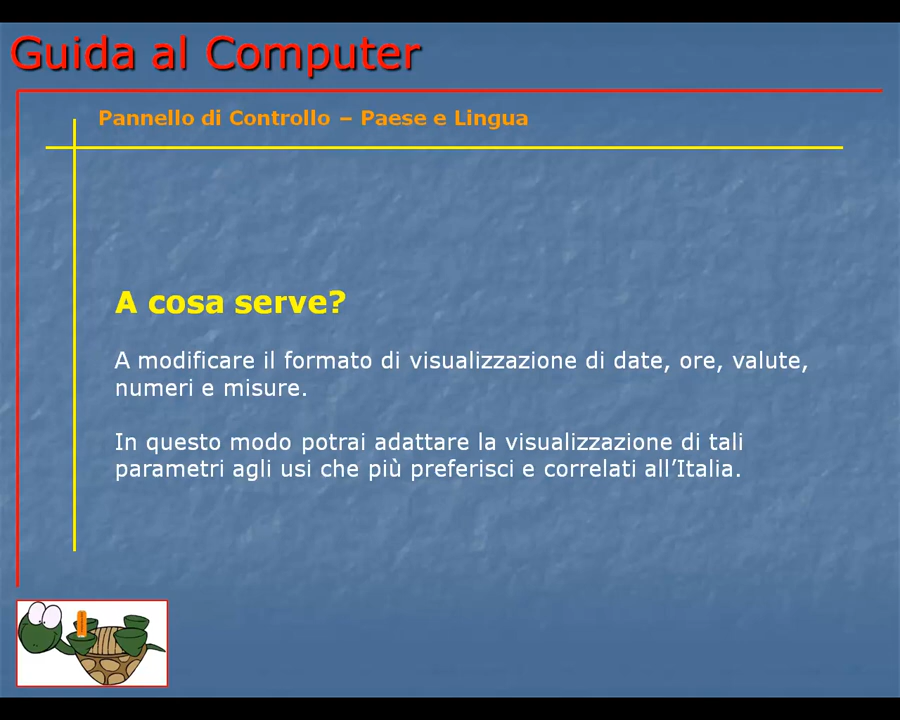 Guida al Computer
Pannello di Controllo – Paese e Lingua
A cosa serve?
A modificare il formato di visualizzazione di date, ore, valute,
numeri e misure.
In questo modo potrai adattare la visualizzazione di tali
parametri agli usi che più preferisci e correlati all’Italia.